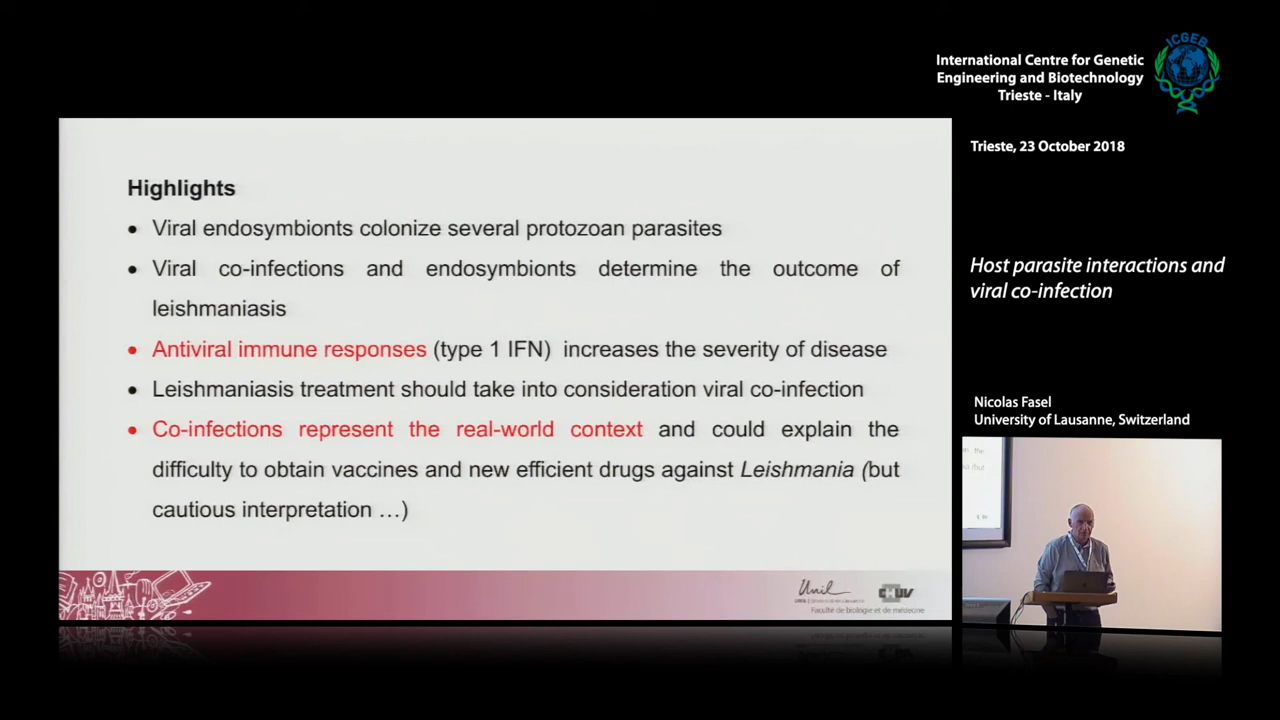 ICGEB
International Centre for Genetic
Engineering and Biotechnology
Trieste - Italy
Trieste, 23 October 2018
Highlights
• Viral endosymbionts colonize several protozoan parasites
• Viral co-infections and endosymbionts determine the outcome of
leishmaniasis
• Antiviral immune responses (type 1 IFN) increases the severity of disease
• Leishmaniasis treatment should take into consideration viral co-infection
• Co-infections represent the real-world context and could explain the
difficulty to obtain vaccines and new efficient drugs against Leishmania (but
cautious interpretation …)
Unil
CHUV
Faculté de biologie et de médecine
Host parasite interactions and
viral co-infection
Nicolas Fasel
University of Lausanne, Switzerland